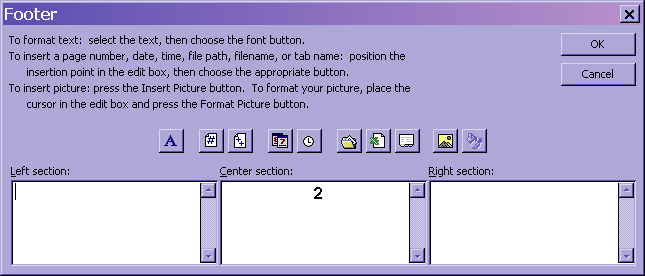 Footer
To format text: select the text, then choose the font button.
To insert a page number, date, time, file path, filename, or tab name: position the
insertion point in the edit box, then choose the appropriate button.
To insert picture: press the Insert Picture button. To format your picture, place the
cursor in the edit box and press the Format Picture button.
OK
Cancel
A
Left section:
Center section:
Right section:
2